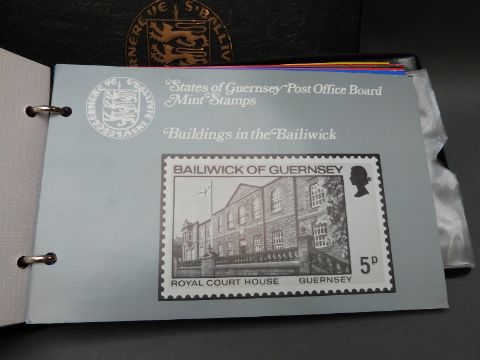 S'BALLIV
States of Guernsey Post Office Board
Mint Stamps
Buildings in the Bailiwick
BAILIWICK OF GUERNSEY
5p
ROYAL COURT HOUSE GUERNSEY